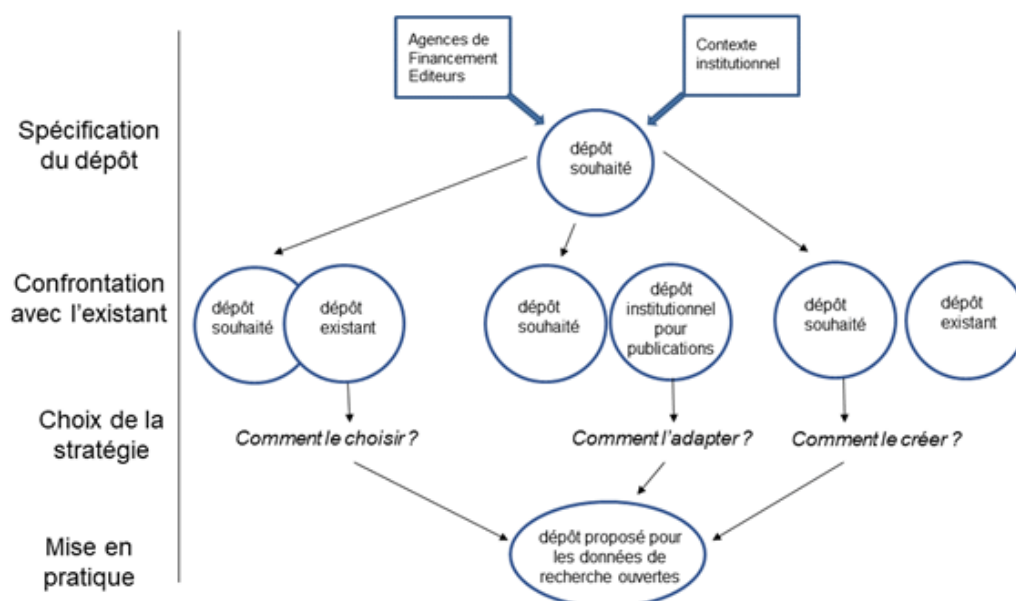 Agences de
Financement
Editeurs
Contexte
institutionnel
Spécification
du dépôt
dépôt
souhaité
Confrontation
avec l'existant
dépôt
souhaité
dépôt
existant
dépôt
souhaité
dépôt
institutionnel
pour
publications
dépôt
souhaité
dépôt
existant
Choix de la
stratégie
Comment le choisir ?
Comment l'adapter ?
Comment le créer ?
Mise en
pratique
dépôt proposé pour
les données de
recherche ouvertes